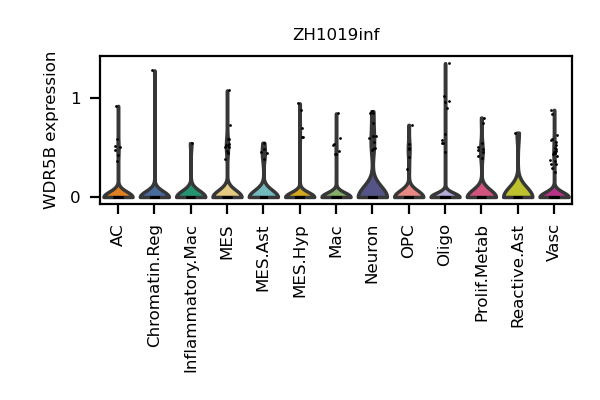 ZH1019inf
WDR5B expression
1
0
AC
Chromatin.Reg
Inflammatory.Mac
MES
MES.Ast
MES.Hyp
Mac
Neuron
OPC
Oligo
Prolif.Metab
Reactive.Ast
Vasc